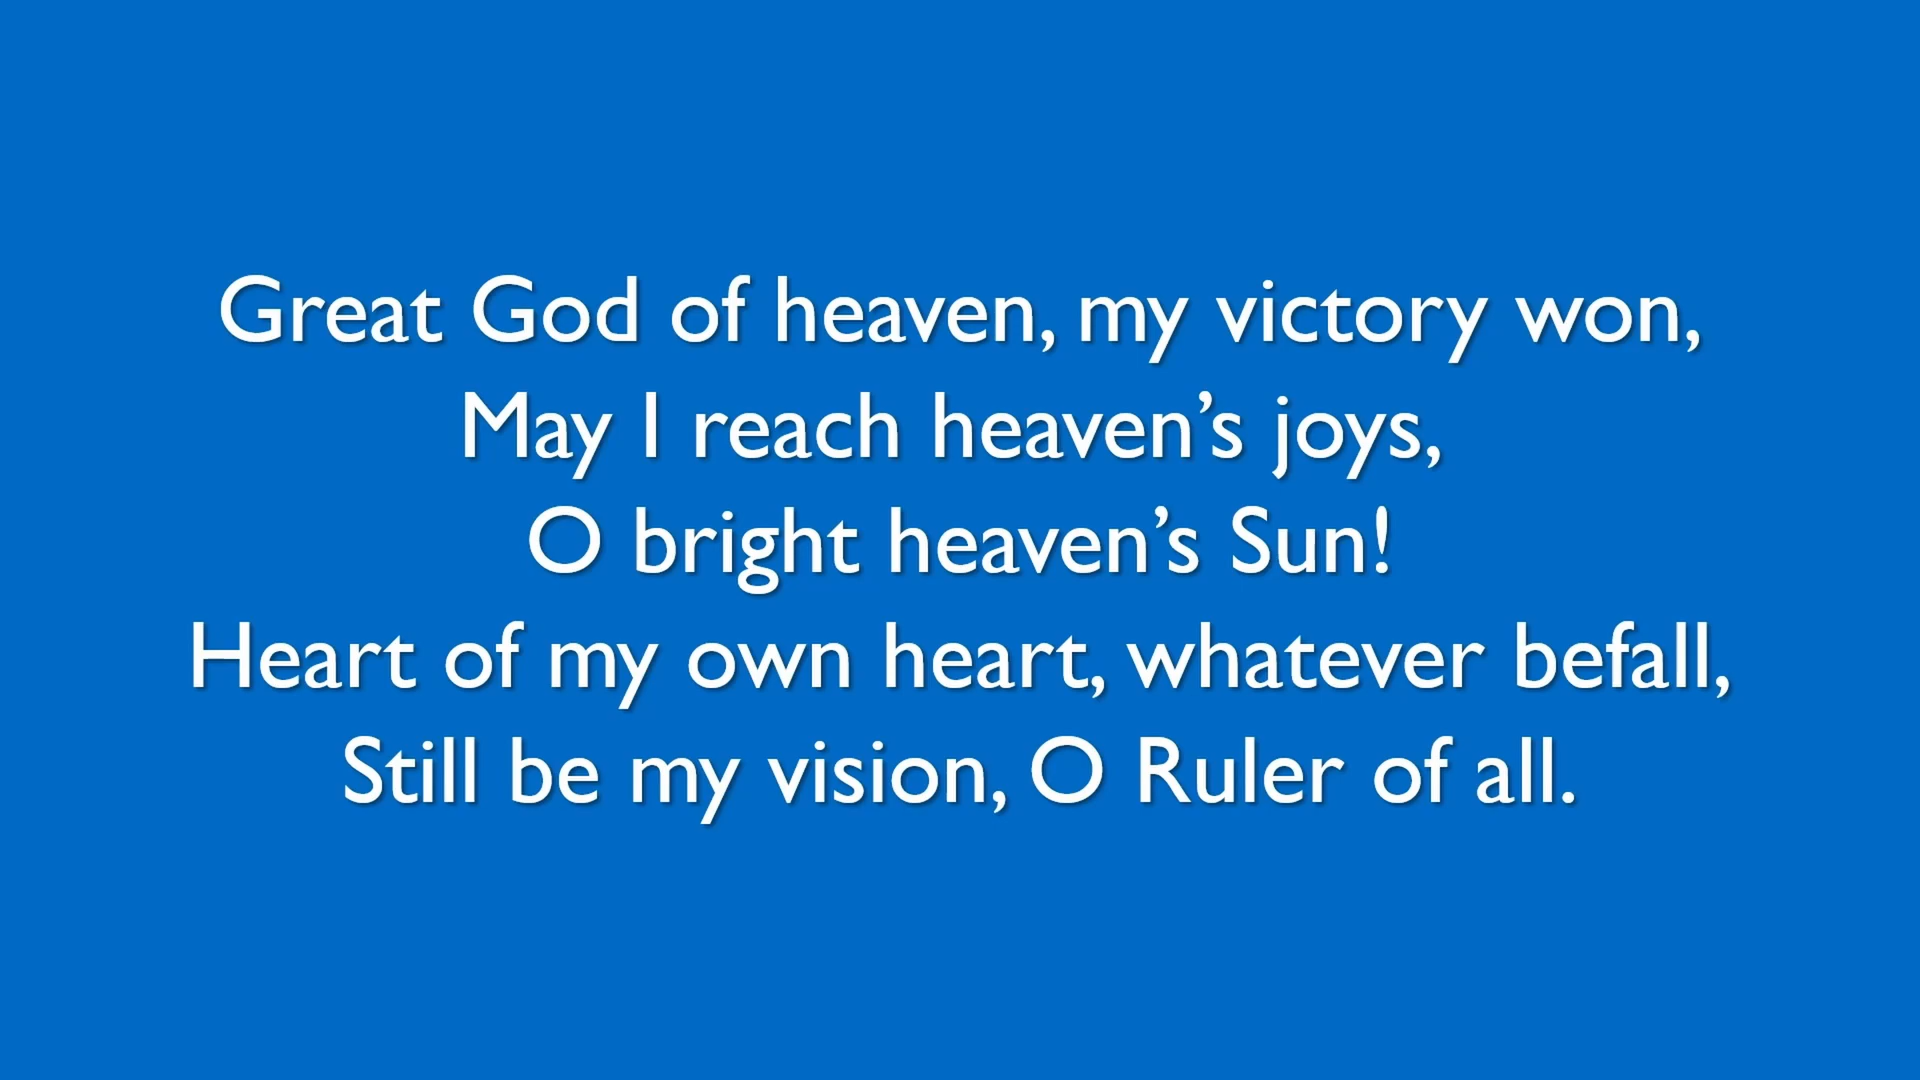 Great God of heaven, my victory won,
May I reach heaven’s joys,
O bright heaven’s Sun!
Heart of my own heart, whatever befall,
Still be my vision, O Ruler of all.